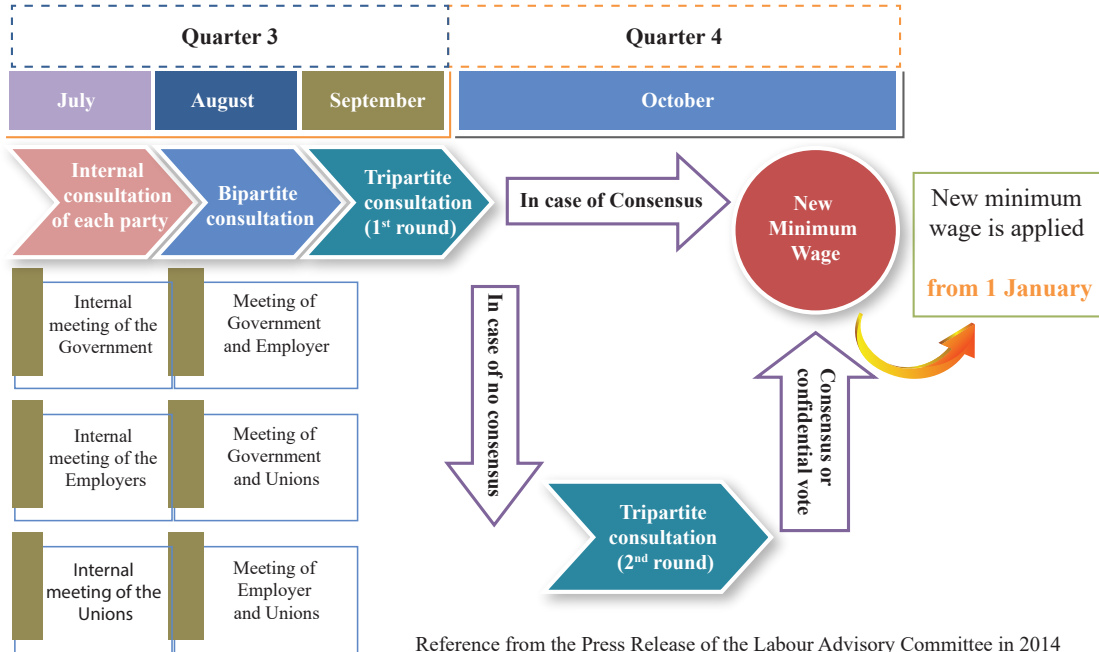 Quarter 3
Quarter 4
July
August
September
October
Internal
consultation
of each party
Bipartite
consultation
Tripartite
consultation
(1st round)
In case of Consensus
New
Minimum
Wage
New minimum
wage is applied
from 1 January
Internal
meeting of the
Government
Meeting of
Government
and Employer
In case of no consensus
Consensus or
confidential vote
Internal
meeting of the
Employers
Meeting of
Government
and Unions
Tripartite
consultation
(2nd round)
Internal
meeting of the
Unions
Meeting of
Employer
and Unions
Reference from the Press Release of the Labour Advisory Committee in 2014